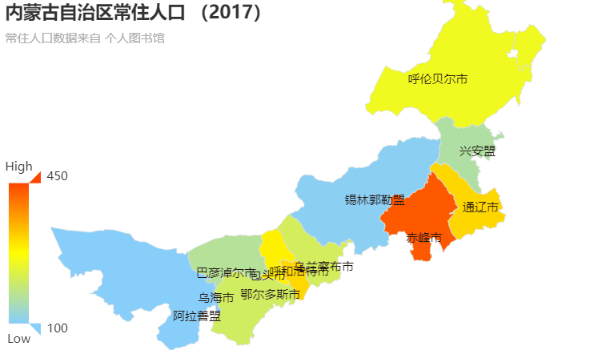 内蒙古自治区常住人口 （2017）
常住人口数据来自 个人图书馆
呼伦贝尔市
兴安盟
High
450
锡林郭勒盟
通辽市
赤峰市
乌兰察布市
呼和浩特市
巴彦淖尔市
包头市
乌海市
鄂尔多斯市
阿拉善盟
100
Low